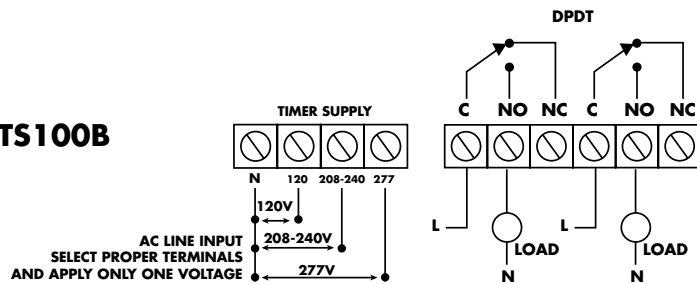 DPDT
C NO NC C NO NC
TS100B
TIMER SUPPLY
N 120 208-240 277
120V
208-240V
277V
AC LINE INPUT
SELECT PROPER TERMINALS
AND APPLY ONLY ONE VOLTAGE
L L
LOAD LOAD
N N